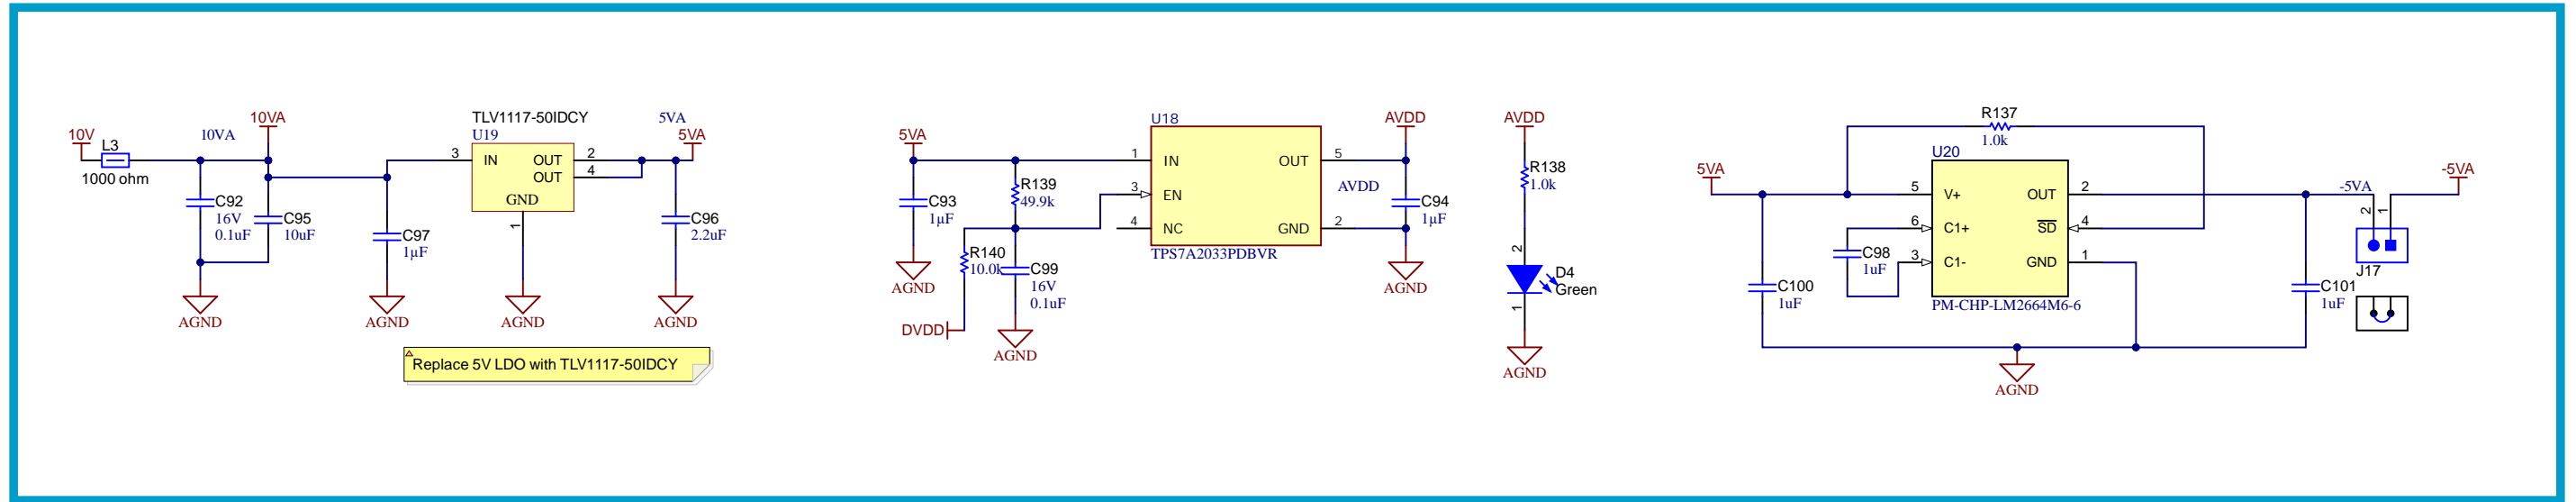 10V
L3
1000 ohm
10VA
10VA
C92
16V
0.1uF
C95
10uF
AGND
C97
1µF
AGND
TLV1117-50IDCY
U19
3
IN
OUT
2
OUT
4
GND
1
AGND
5VA
5VA
C96
2.2uF
AGND
Replace 5V LDO with TLV1117-50IDCY
5VA
C93
1µF
AGND
R139
49.9k
R140
10.0k
C99
16V
0.1uF
DVDD
AGND
U18
1
IN
OUT
5
3
EN
4
NC
GND
2
TPS7A2033PDBVR
AVDD
AVDD
C94
1µF
AGND
AVDD
R138
1.0k
2
D4
Green
1
AGND
R137
1.0k
U20
5VA
5
V+
OUT
2
6
C1+
SD
4
3
C1-
GND
1
PM-CHP-LM2664M6-6
C98
1uF
C100
1uF
C101
1uF
AGND
-5VA
-5VA
2
1
J17